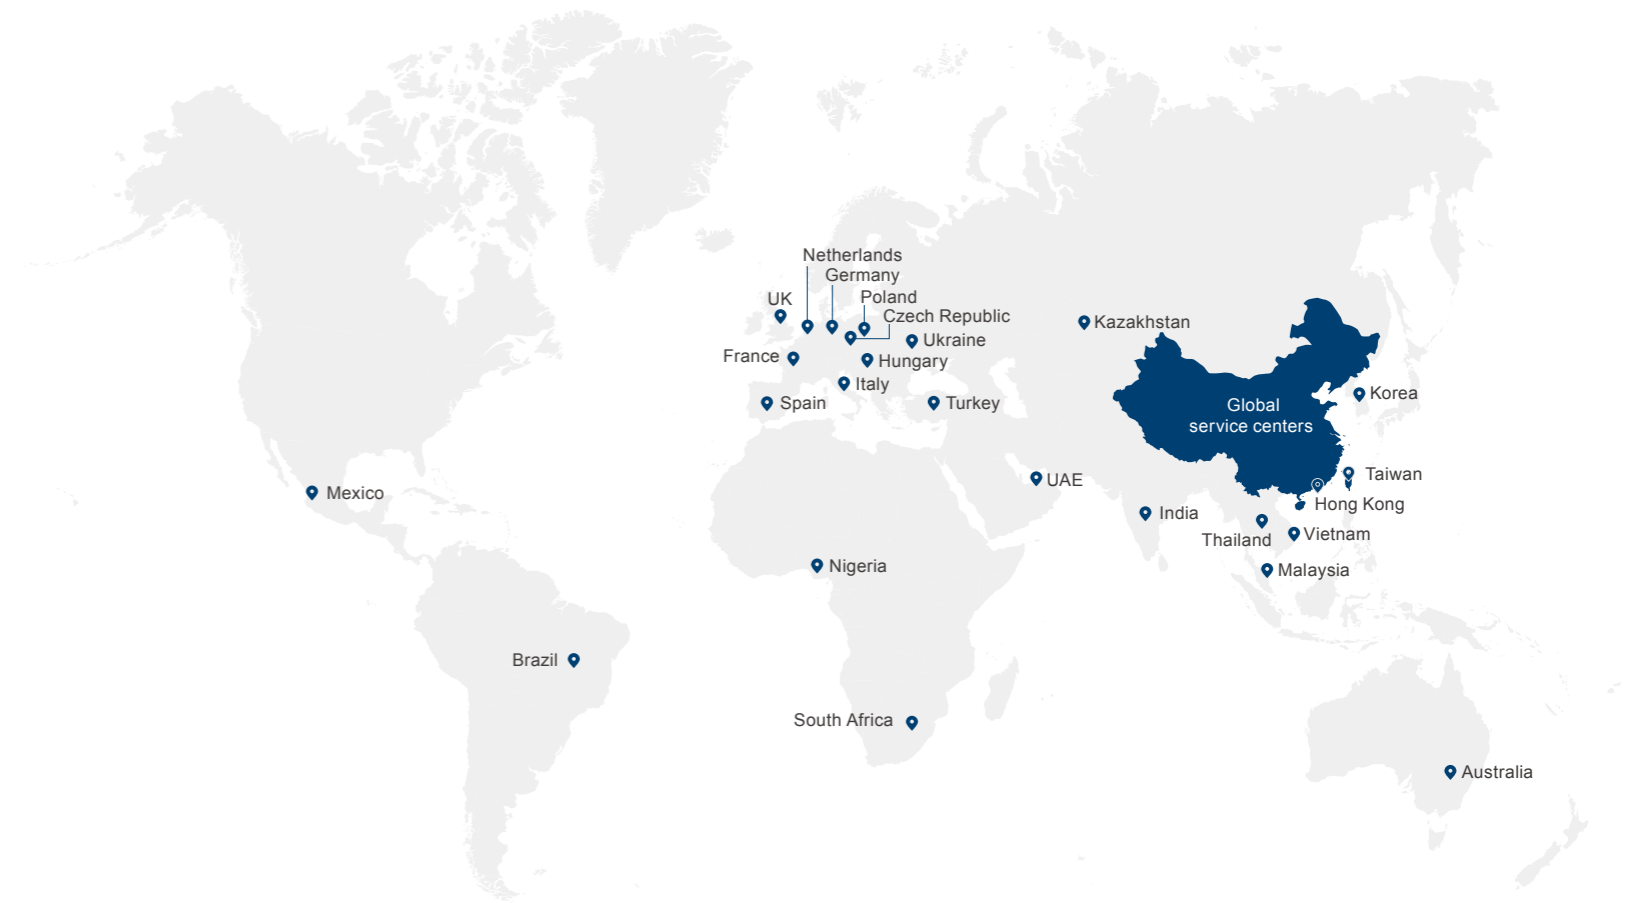 Netherlands
Germany
UK
Poland
Czech Republic
Kazakhstan
Ukraine
France
Hungary
Italy
Spain
Turkey
Korea
Global
service centers
Taiwan
UAE
Mexico
Hong Kong
India
Thailand
Vietnam
Nigeria
Malaysia
Brazil
South Africa
Australia